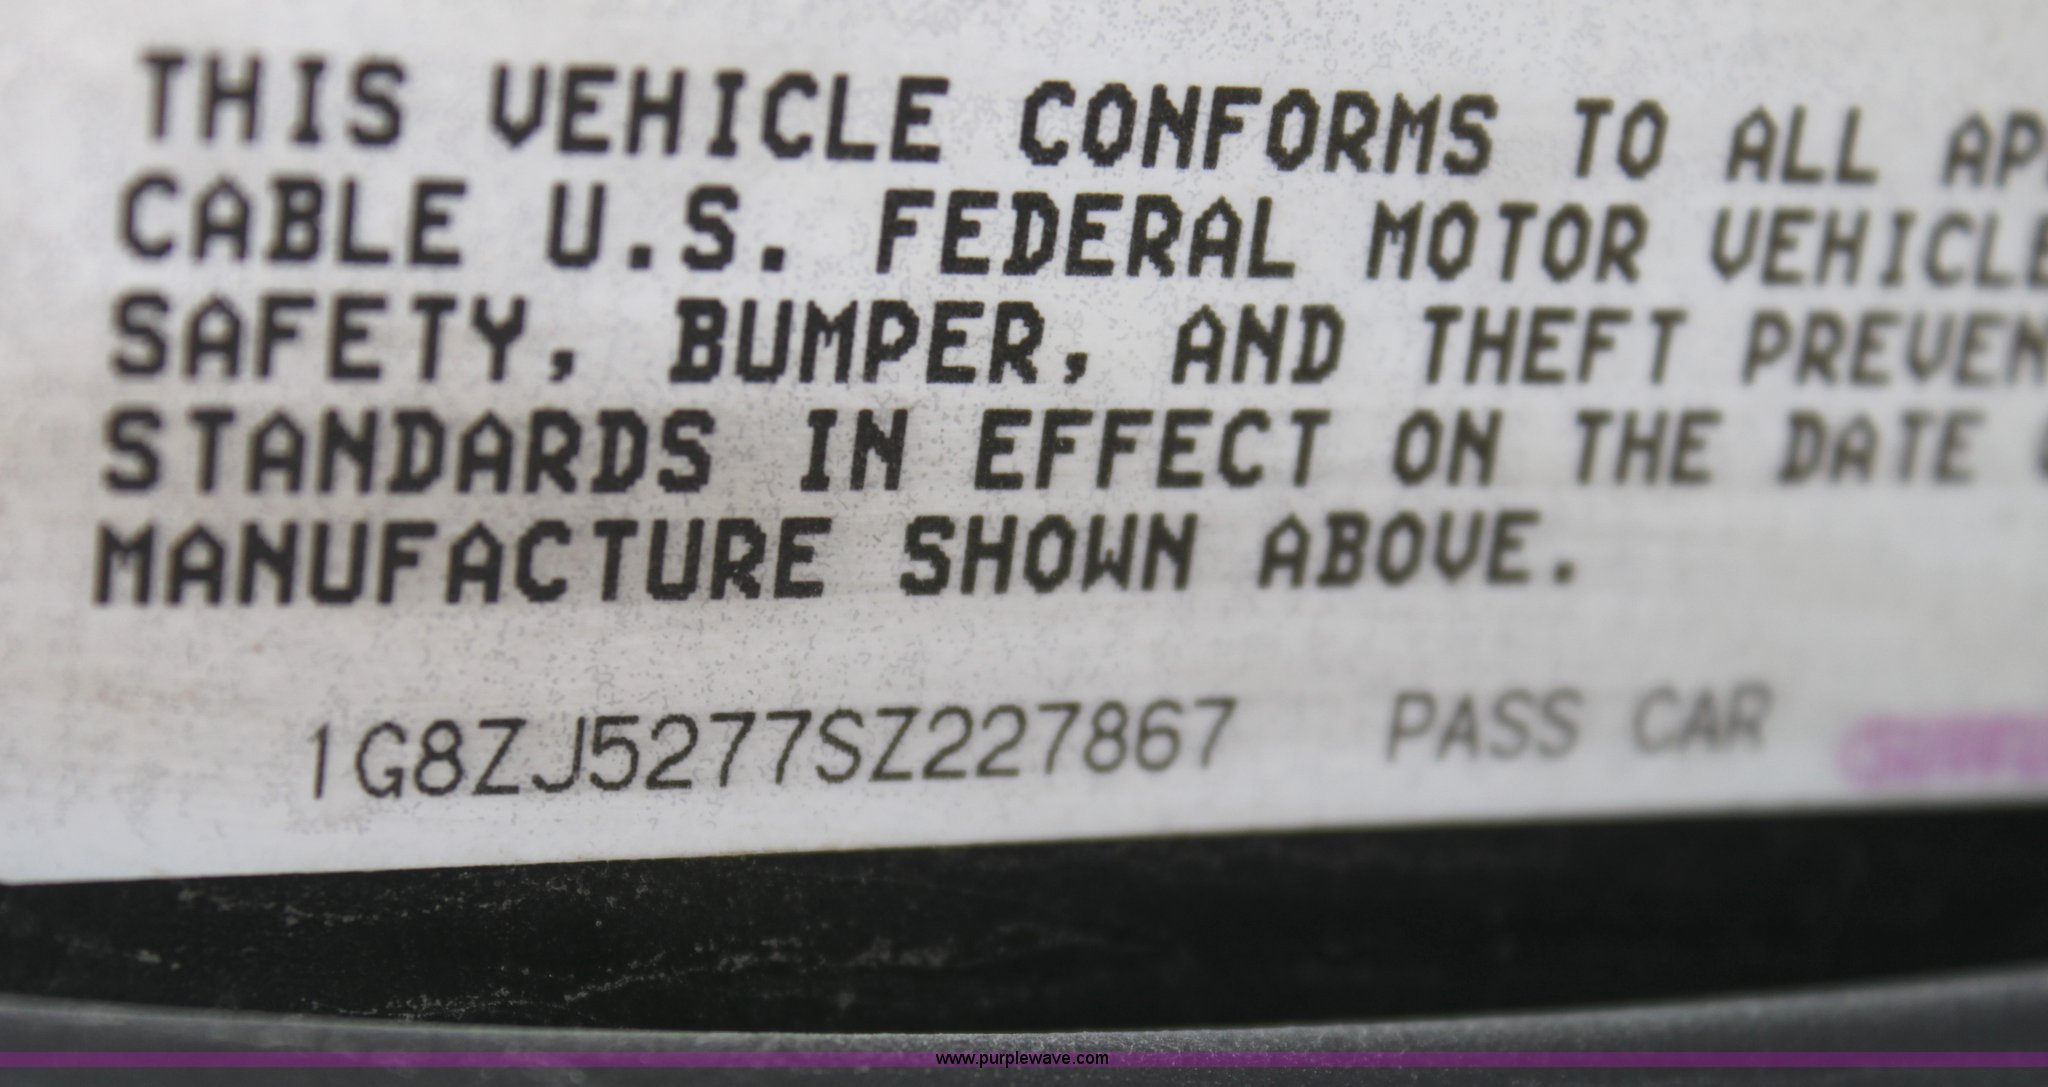 THIS VEHICLE CONFORMS TO ALL AP
CABLE U.S. FEDERAL MOTOR VEHICLE
SAFETY, BUMPER, AND THEFT PREVEN
STANDARDS IN EFFECT ON THE DATE
MANUFACTURE SHOWN ABOVE.
1G8ZJ5277SZ227867 PASS CAR
www.purplewave.com